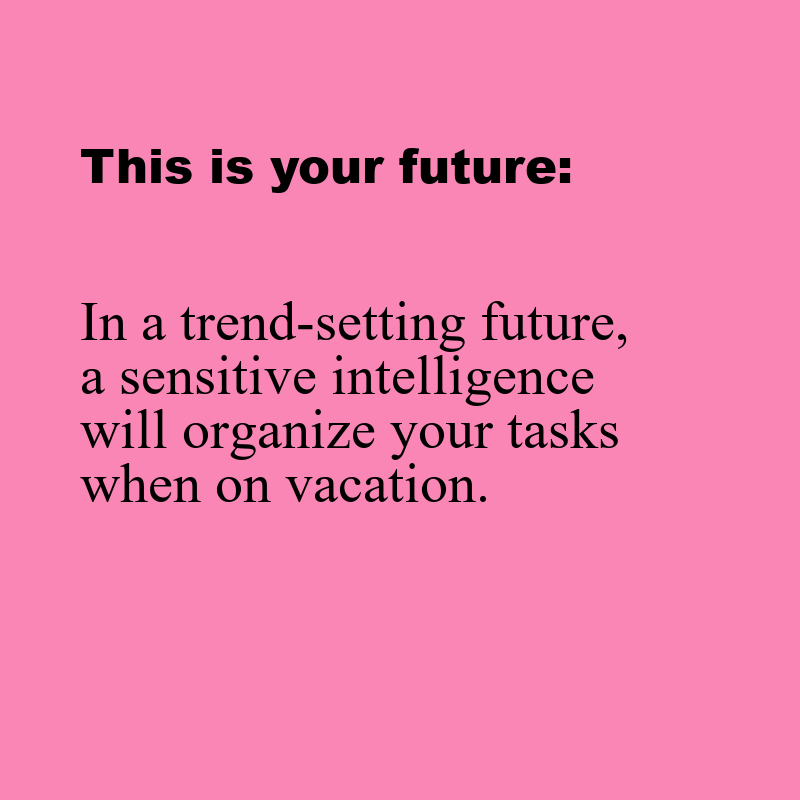 This is your future:
In a trend-setting future,
a sensitive intelligence
will organize your tasks
when on vacation.